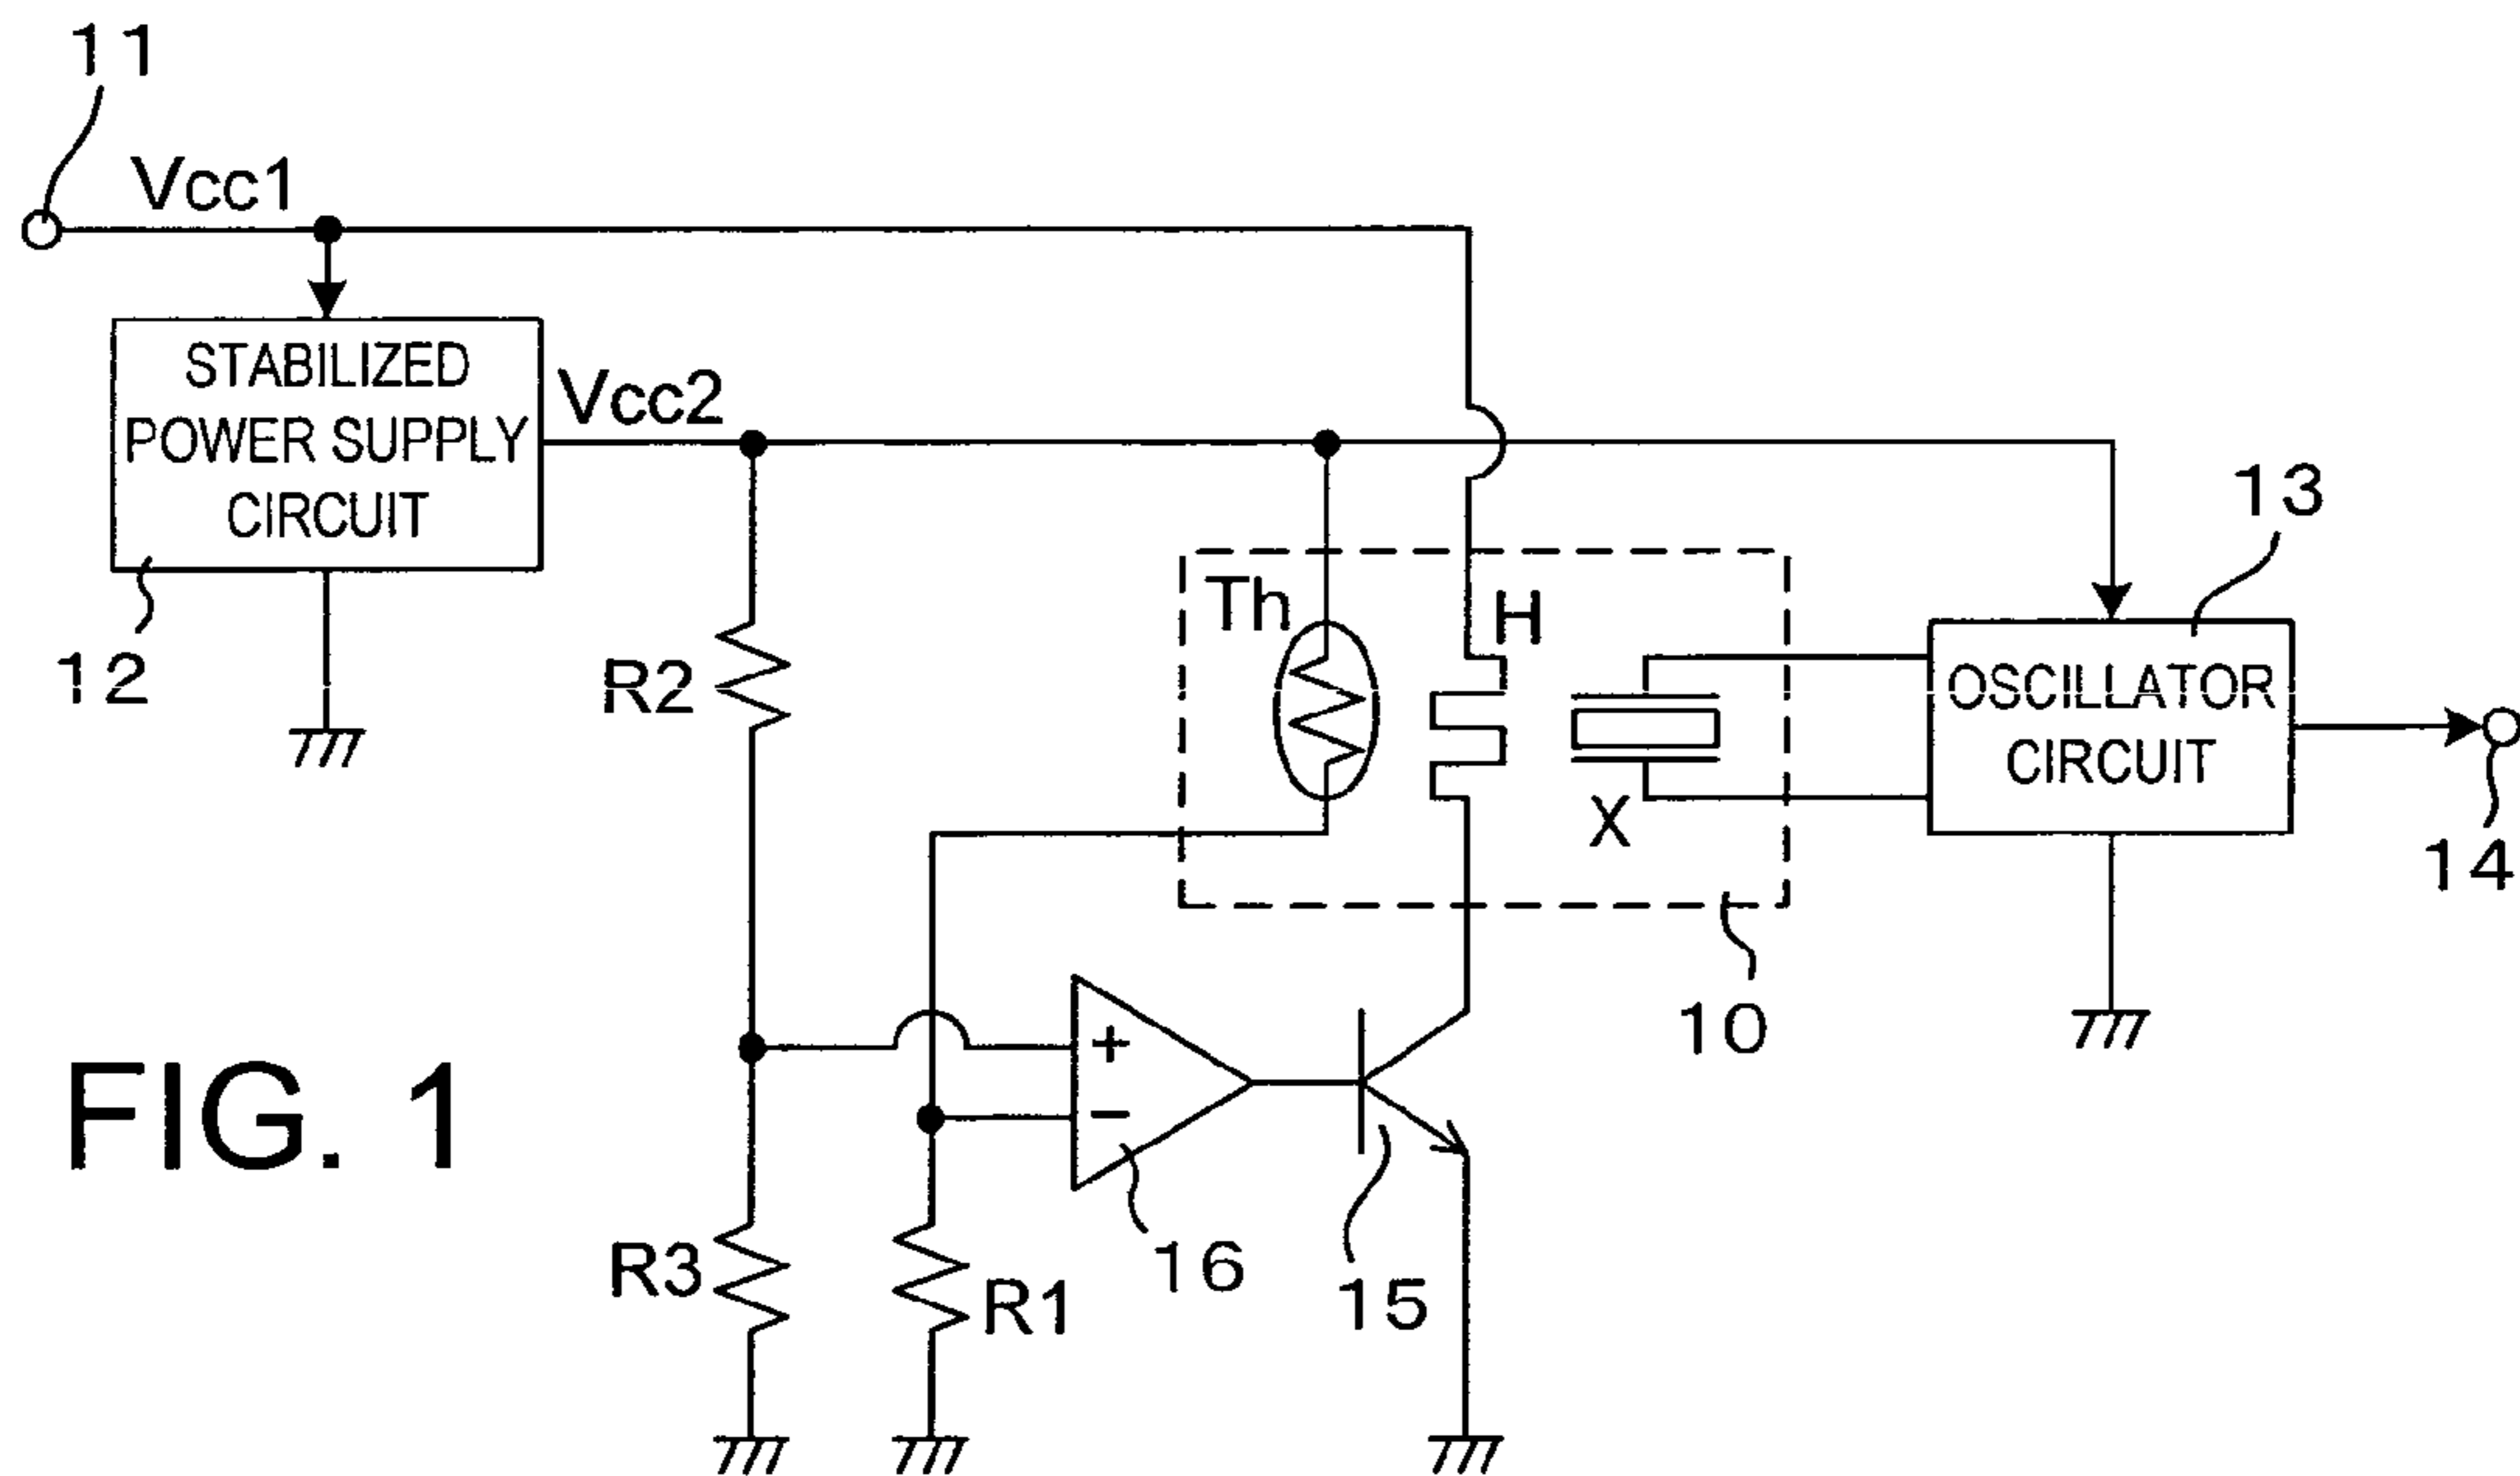 11
Vcc1
STABILIZED
POWER SUPPLY
CIRCUIT
Vcc2
12
13
Th
H
R2
OSCILLATOR
CIRCUIT
X
14
10
+
−
FIG. 1
R3
R1
16
15